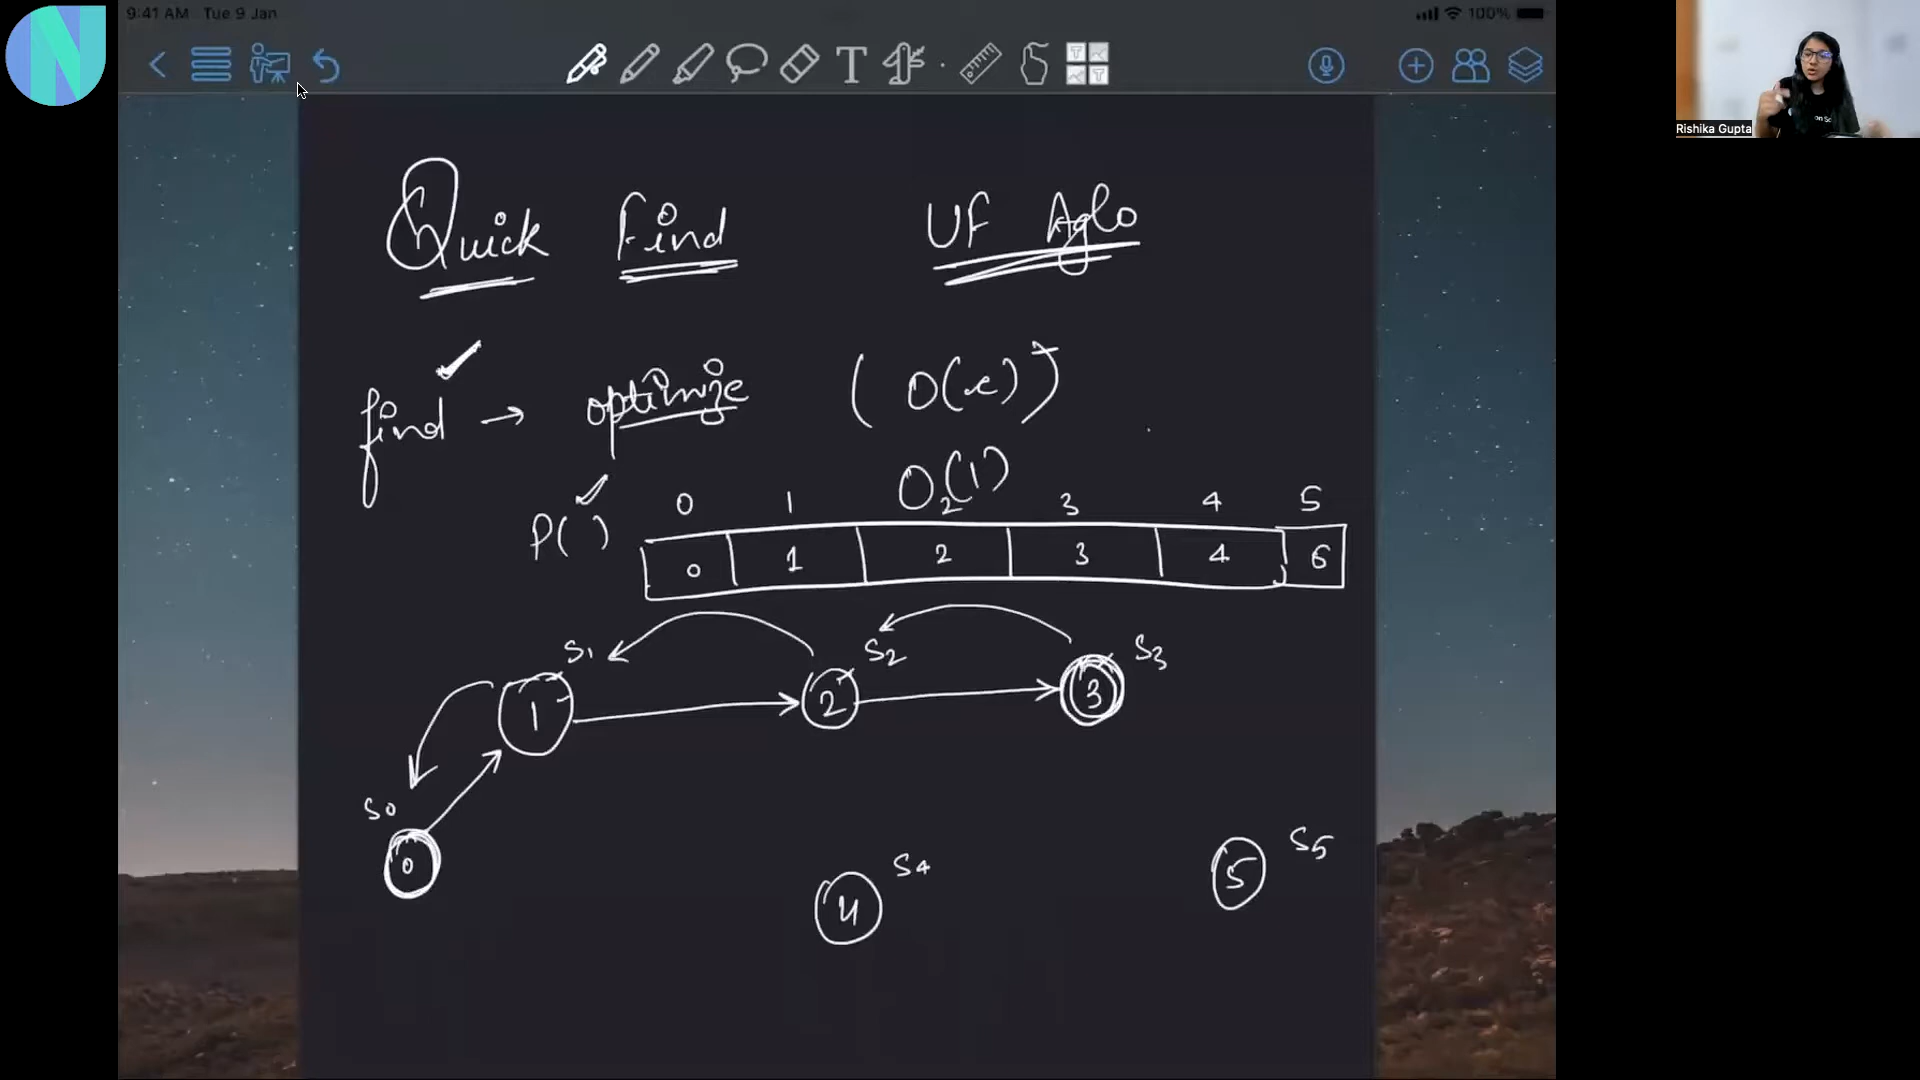 9:41 AM Tue 9 Jan
100%
Rishika Gupta
Quick Find UF Aglo
find → optimize (O(x))
O(1)
P( )
0 1 2 3 4 5
0 1 2 3 4 6
S1 S2 S3
1 2 3
S0
0
S4 S5
4 5